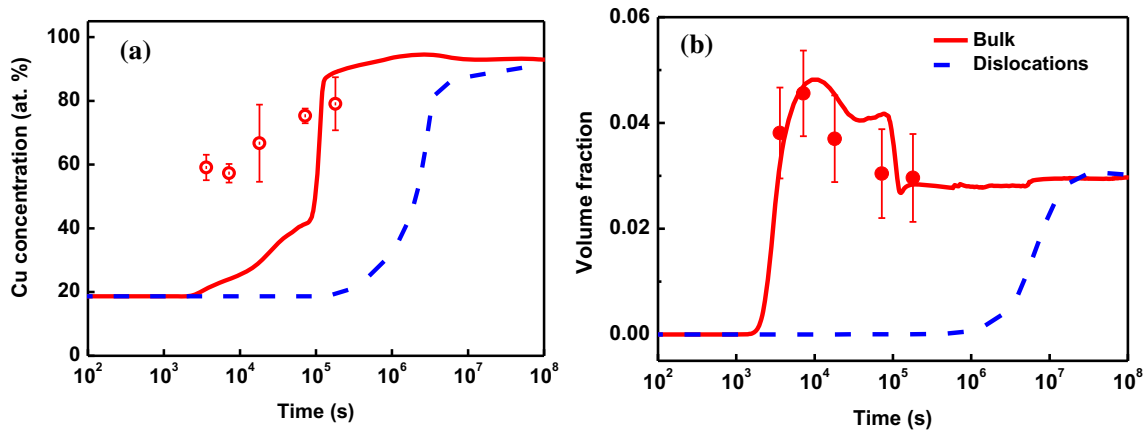 (a)
Cu concentration (at. %)
100
80
60
40
20
0
10² 10³ 10⁴ 10⁵ 10⁶ 10⁷ 10⁸
Time (s)
(b)
Bulk
Dislocations
Volume fraction
0.06
0.04
0.02
0.00
10² 10³ 10⁴ 10⁵ 10⁶ 10⁷ 10⁸
Time (s)